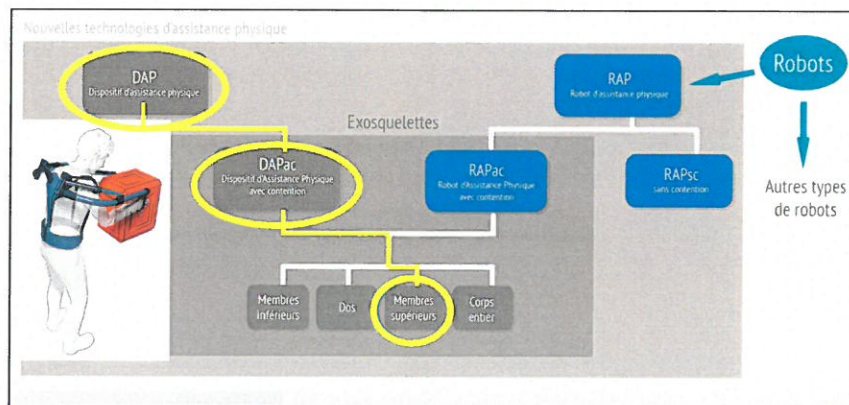 Nouvelles technologies d'assistance physique
DAP
Dispositif d'assistance physique
RAP
Robot d'assistance physique
Robots
Exosquelettes
DAPac
Dispositif d'Assistance Physique
avec contention
RAPac
Robot d'Assistance Physique
avec contention
RAPsc
sans contention
Autres types
de robots
Membres
inférieurs
Dos
Membres
supérieurs
Corps
entier